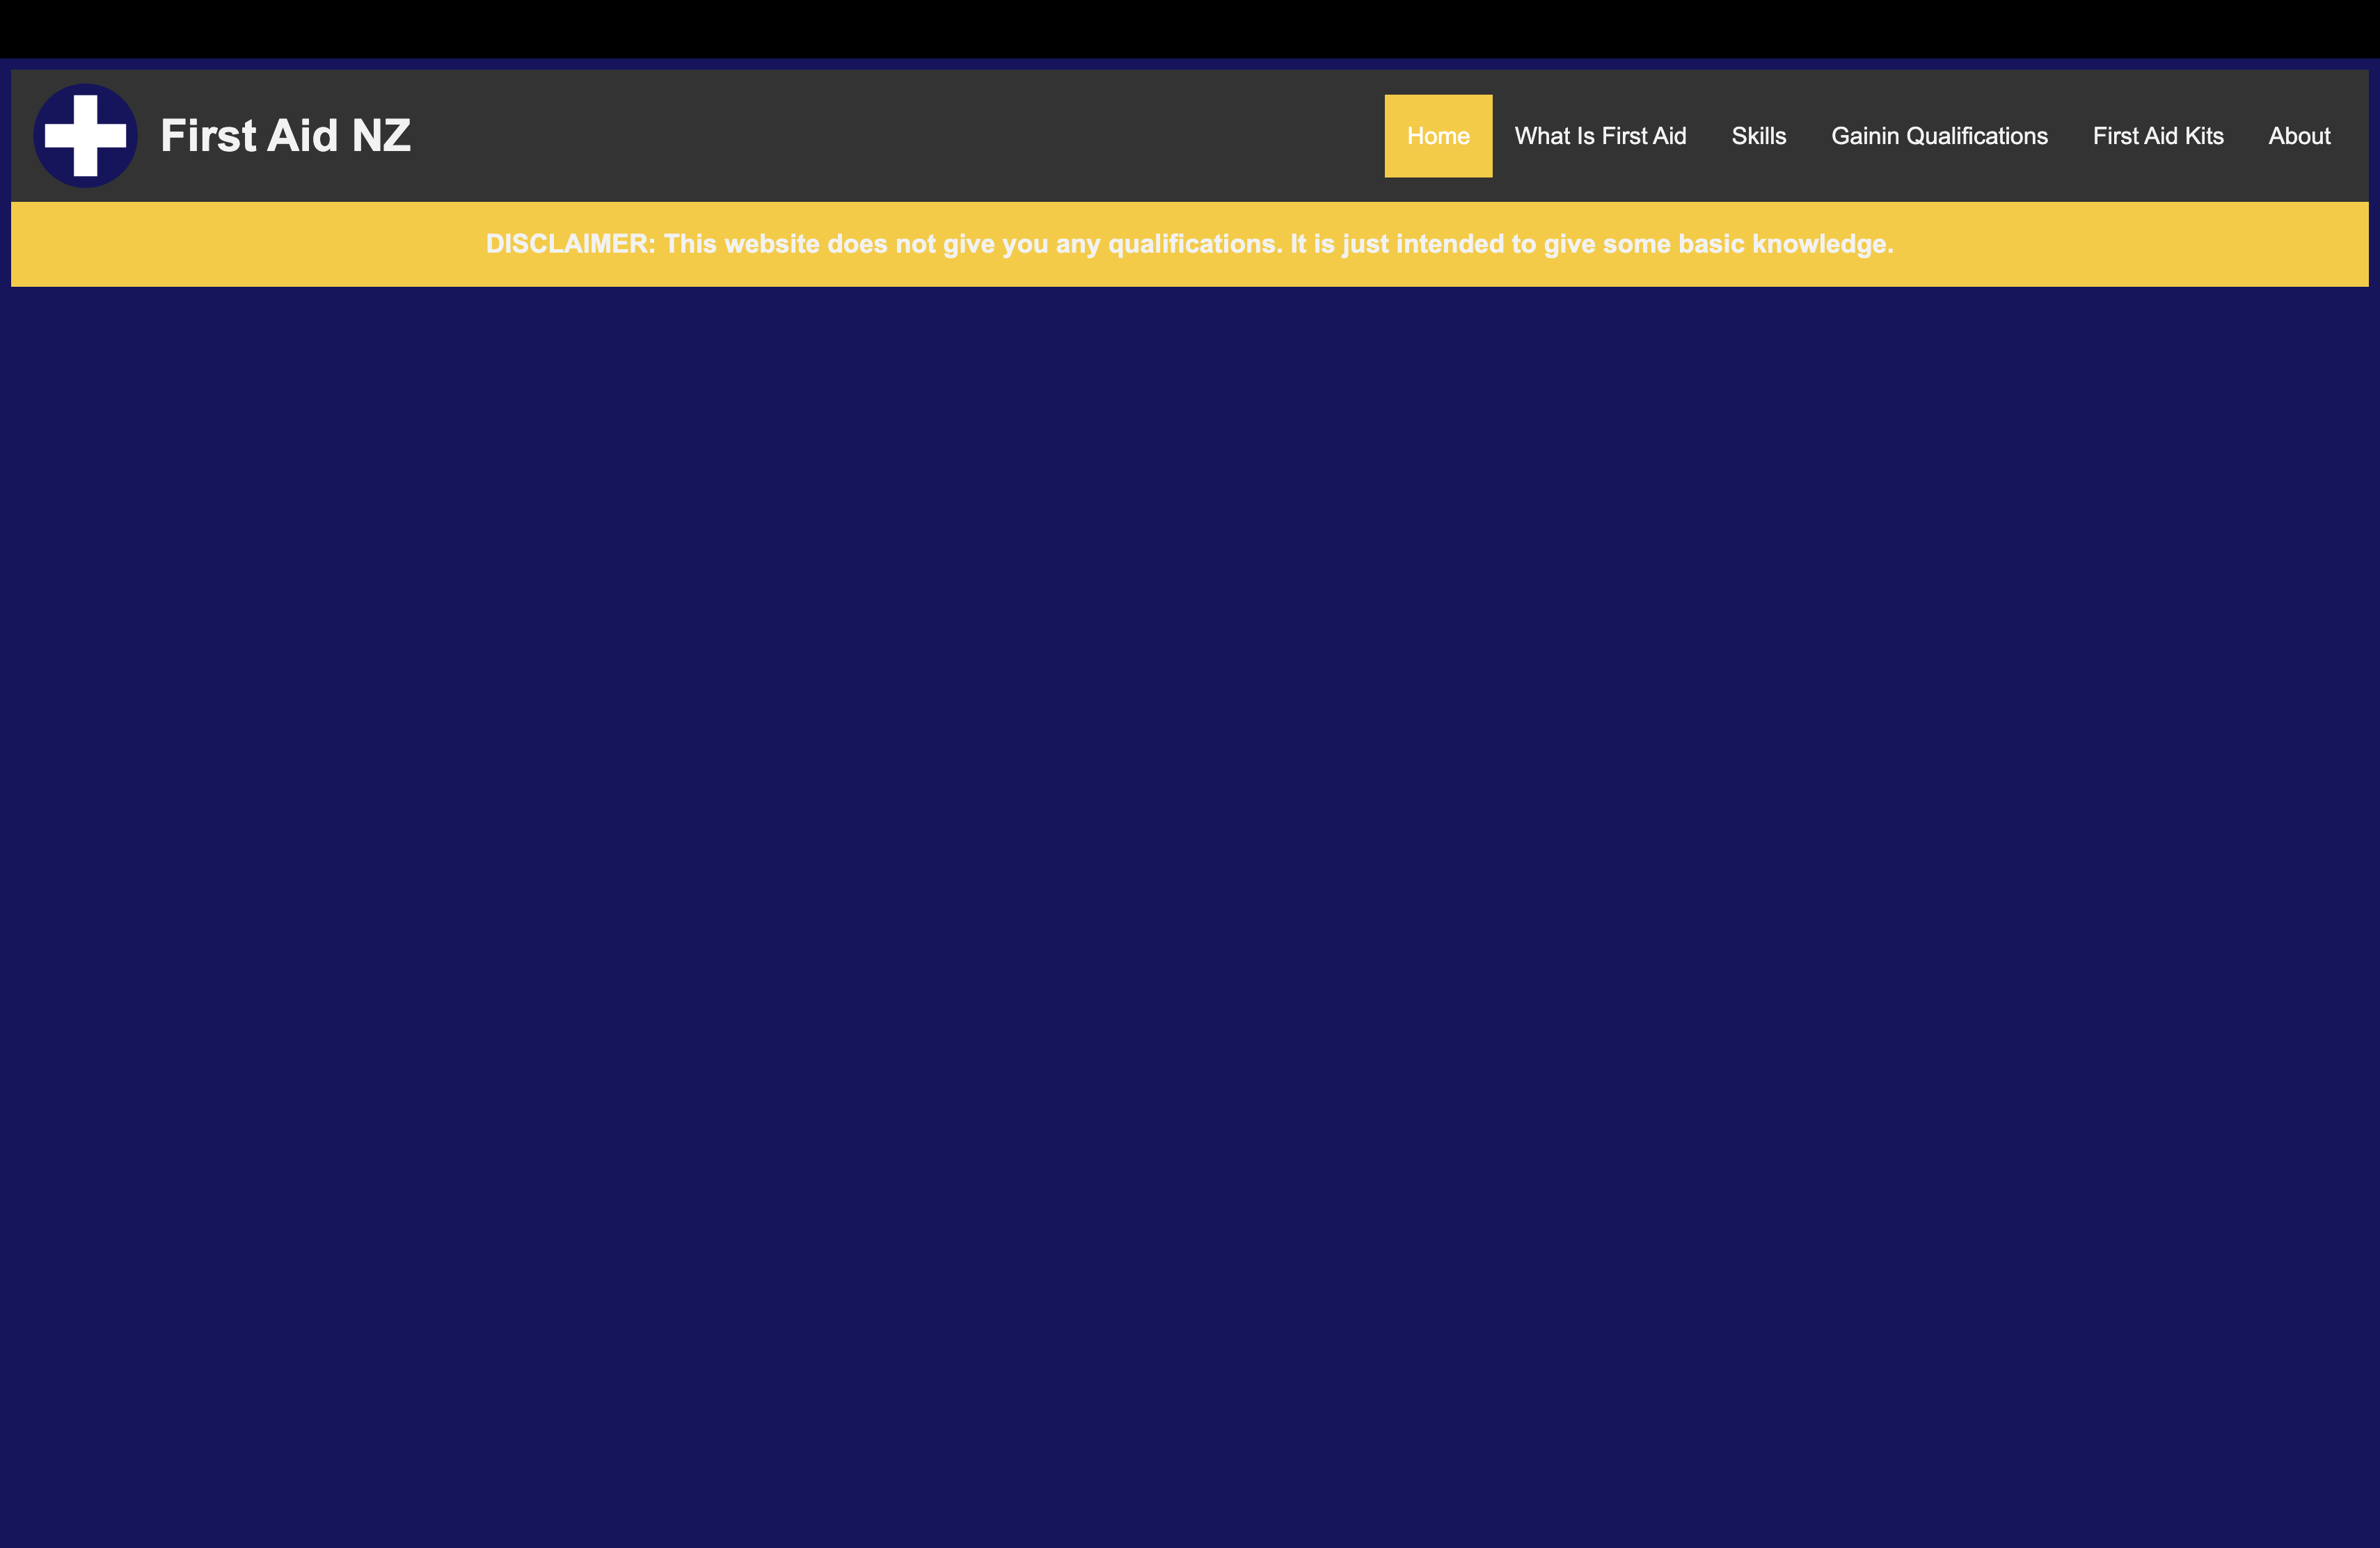 First Aid NZ
Home What Is First Aid Skills Gainin Qualifications First Aid Kits About
DISCLAIMER: This website does not give you any qualifications. It is just intended to give some basic knowledge.